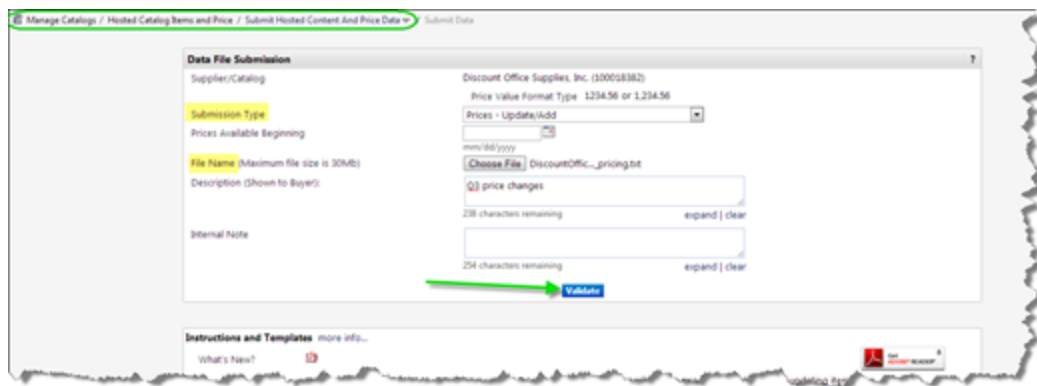 Manage Catalogs / Hosted Catalog Items and Price / Submit Hosted Content And Price Data / Submit Data
Data File Submission ?
Supplier/Catalog Discount Office Supplies, Inc. (100018382)
Price Value Format Type 1234.56 or 1,234.56
Submission Type Prices - Update/Add
Prices Available Beginning
mm/dd/yyyy
File Name (Maximum file size is 30Mb) Choose File DiscountOffic..._pricing.txt
Description (Shown to Buyer): Q3 price changes
238 characters remaining expand | clear
Internal Note
254 characters remaining expand | clear
Validate
Instructions and Templates more info...
What's New?